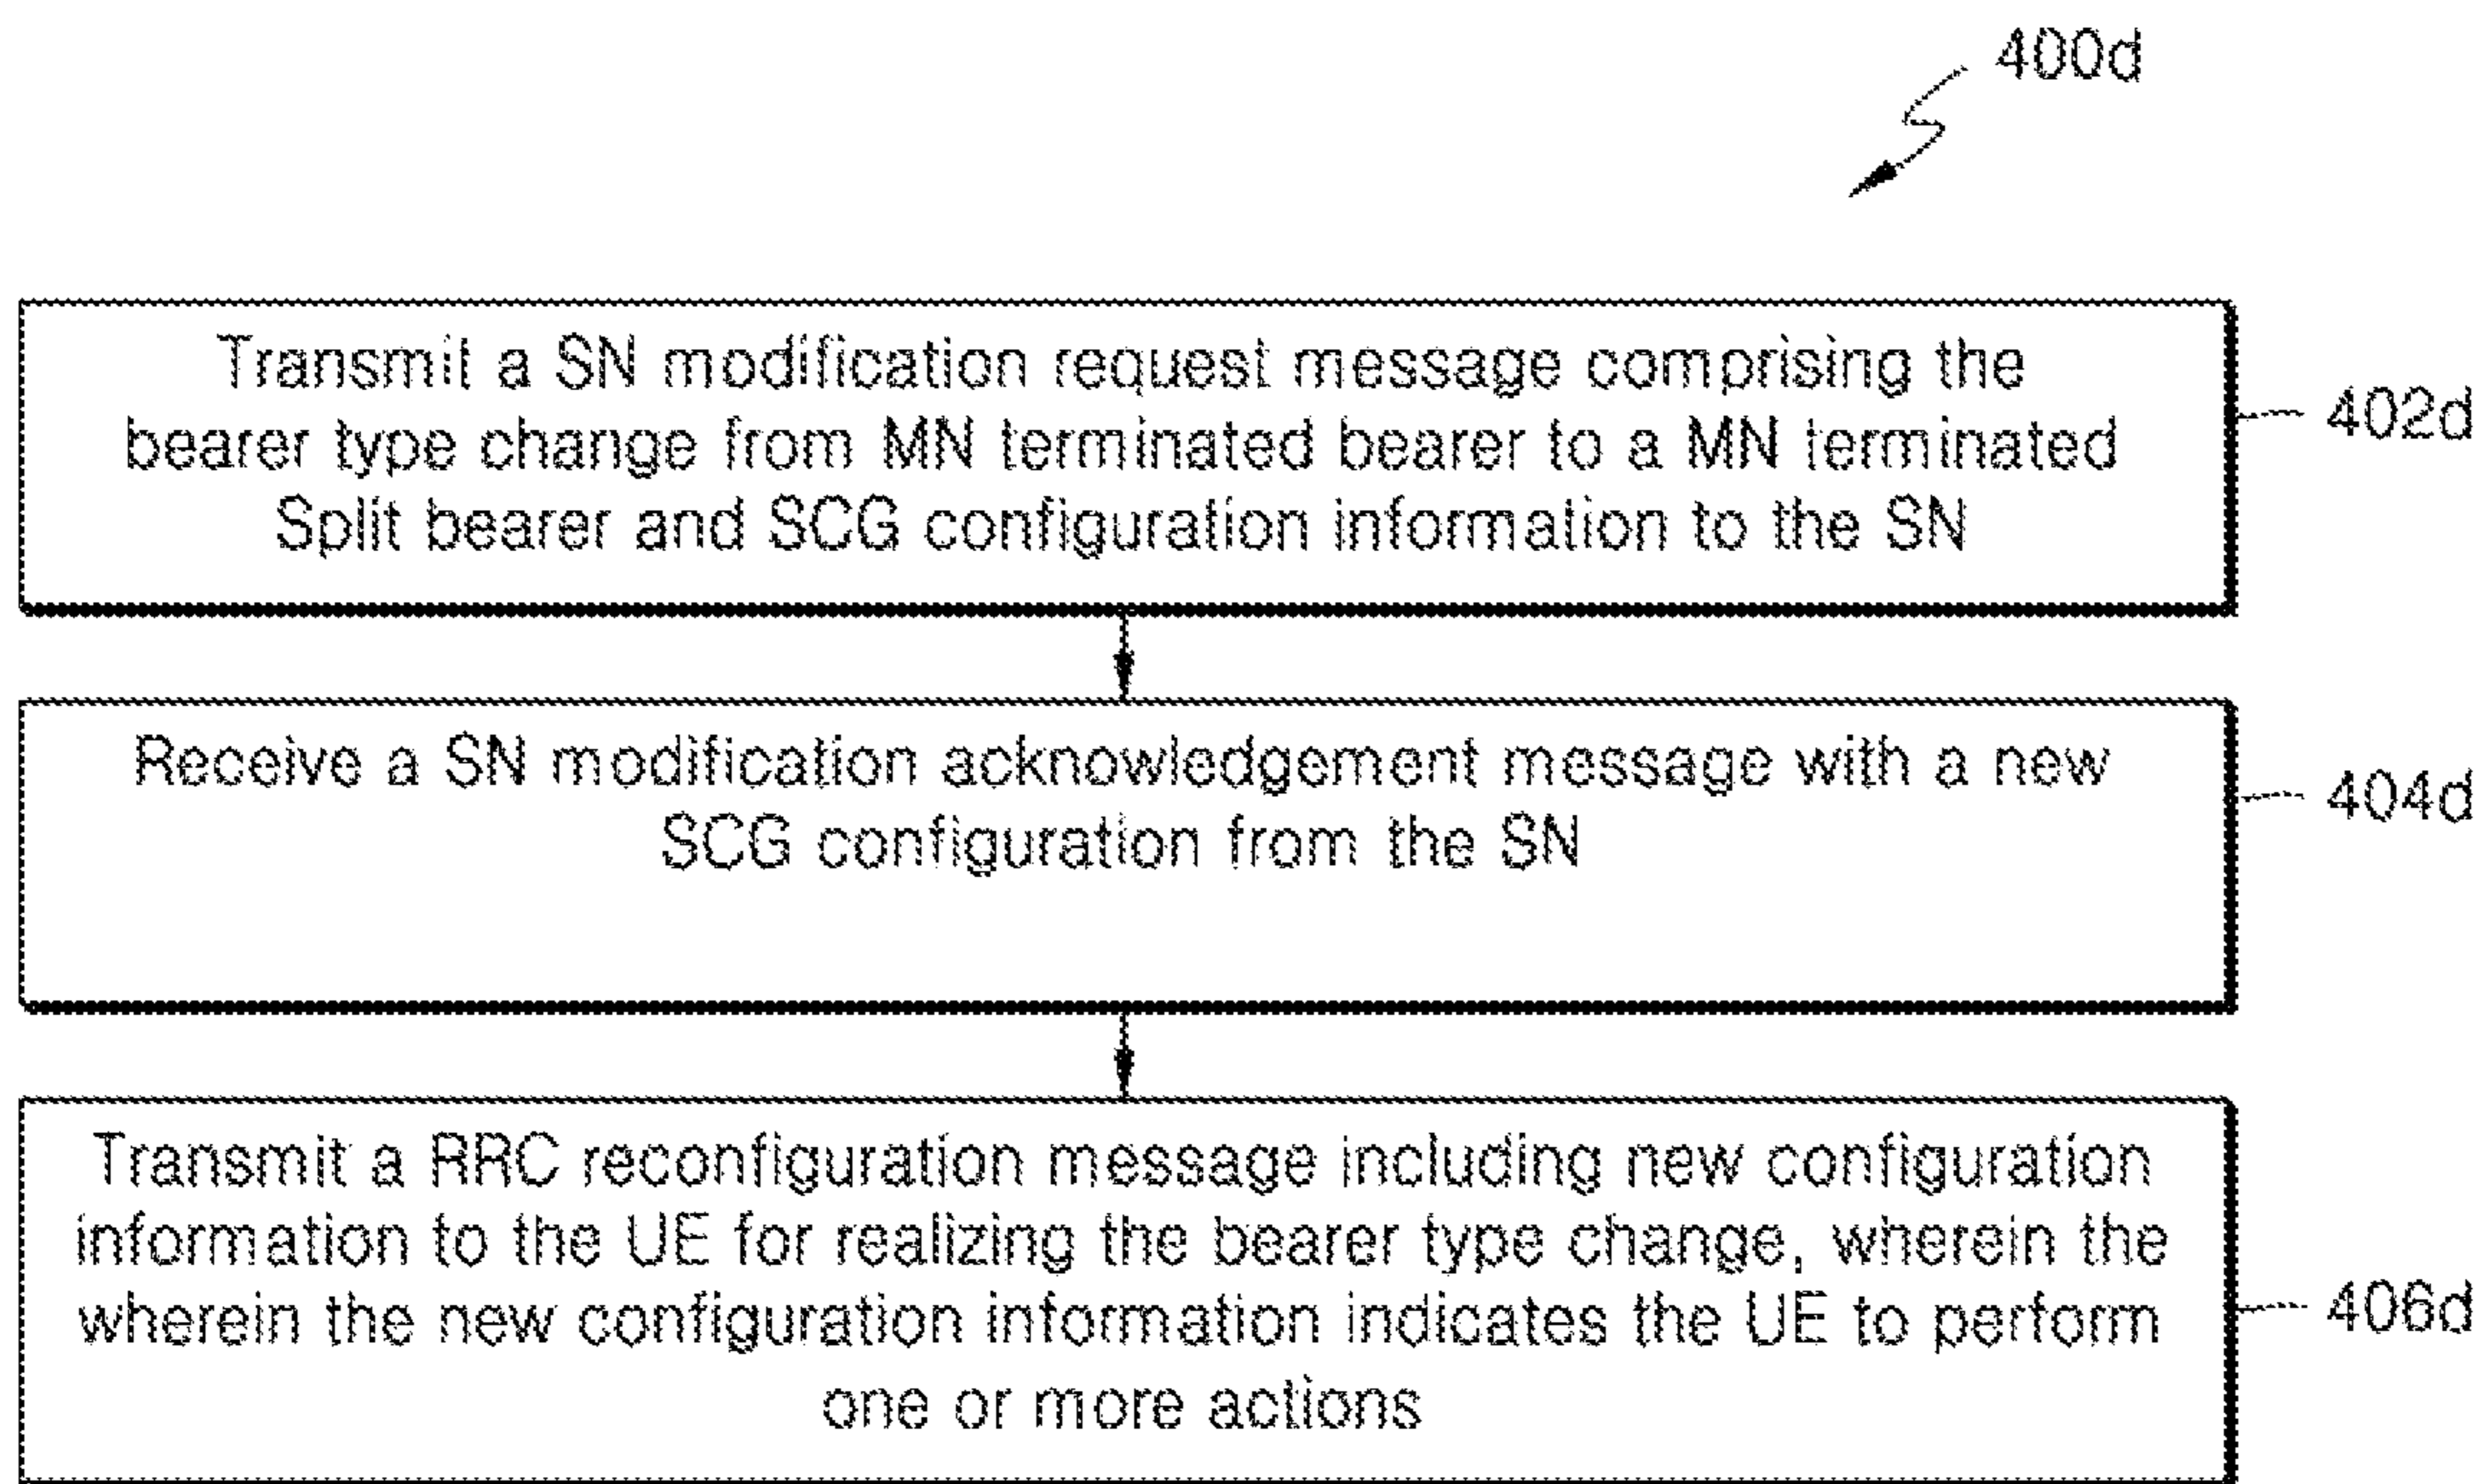 400d
Transmit a SN modification request message comprising the
bearer type change from MN terminated bearer to a MN terminated
Split bearer and SCG configuration information to the SN
402d
Receive a SN modification acknowledgement message with a new
SCG configuration from the SN
404d
Transmit a RRC reconfiguration message including new configuration
information to the UE for realizing the bearer type change, wherein the
wherein the new configuration information indicates the UE to perform
one or more actions
406d